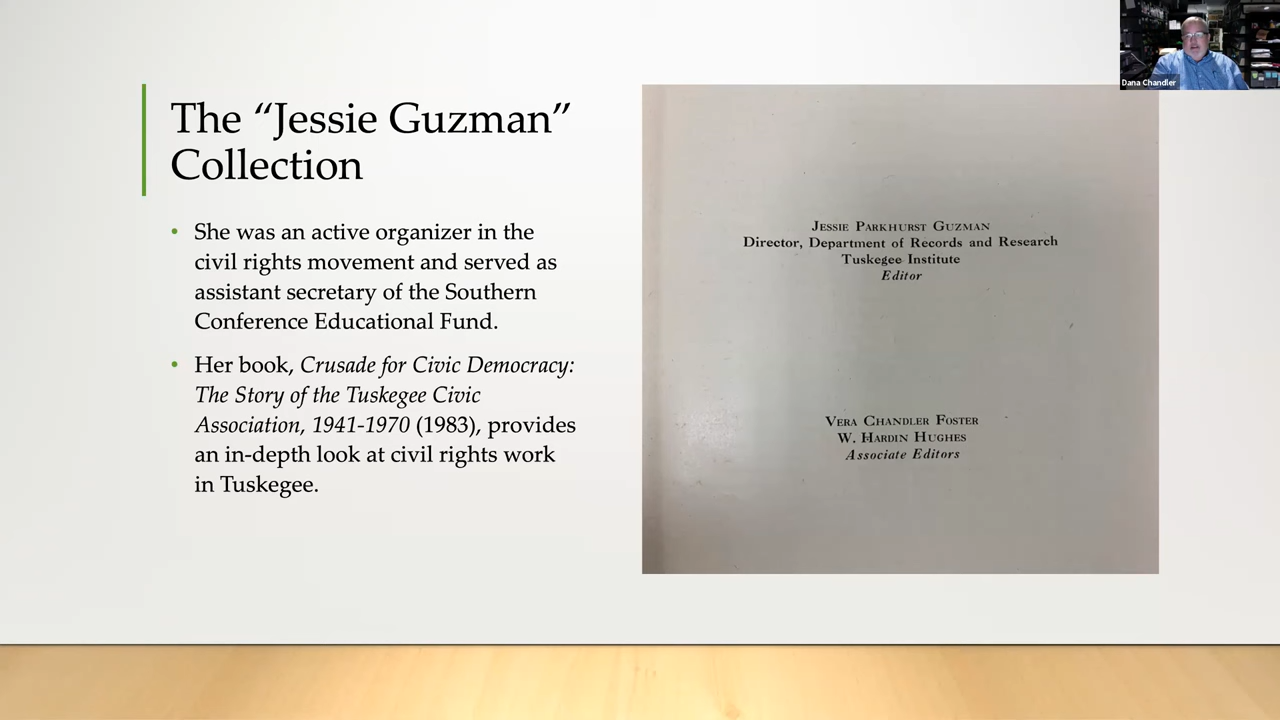 The “Jessie Guzman”
Collection
• She was an active organizer in the
civil rights movement and served as
assistant secretary of the Southern
Conference Educational Fund.
• Her book, Crusade for Civic Democracy:
The Story of the Tuskegee Civic
Association, 1941-1970 (1983), provides
an in-depth look at civil rights work
in Tuskegee.
JESSIE PARKHURST GUZMAN
Director, Department of Records and Research
Tuskegee Institute
Editor
VERA CHANDLER FOSTER
W. HARDIN HUGHES
Associate Editors
Dana Chandler